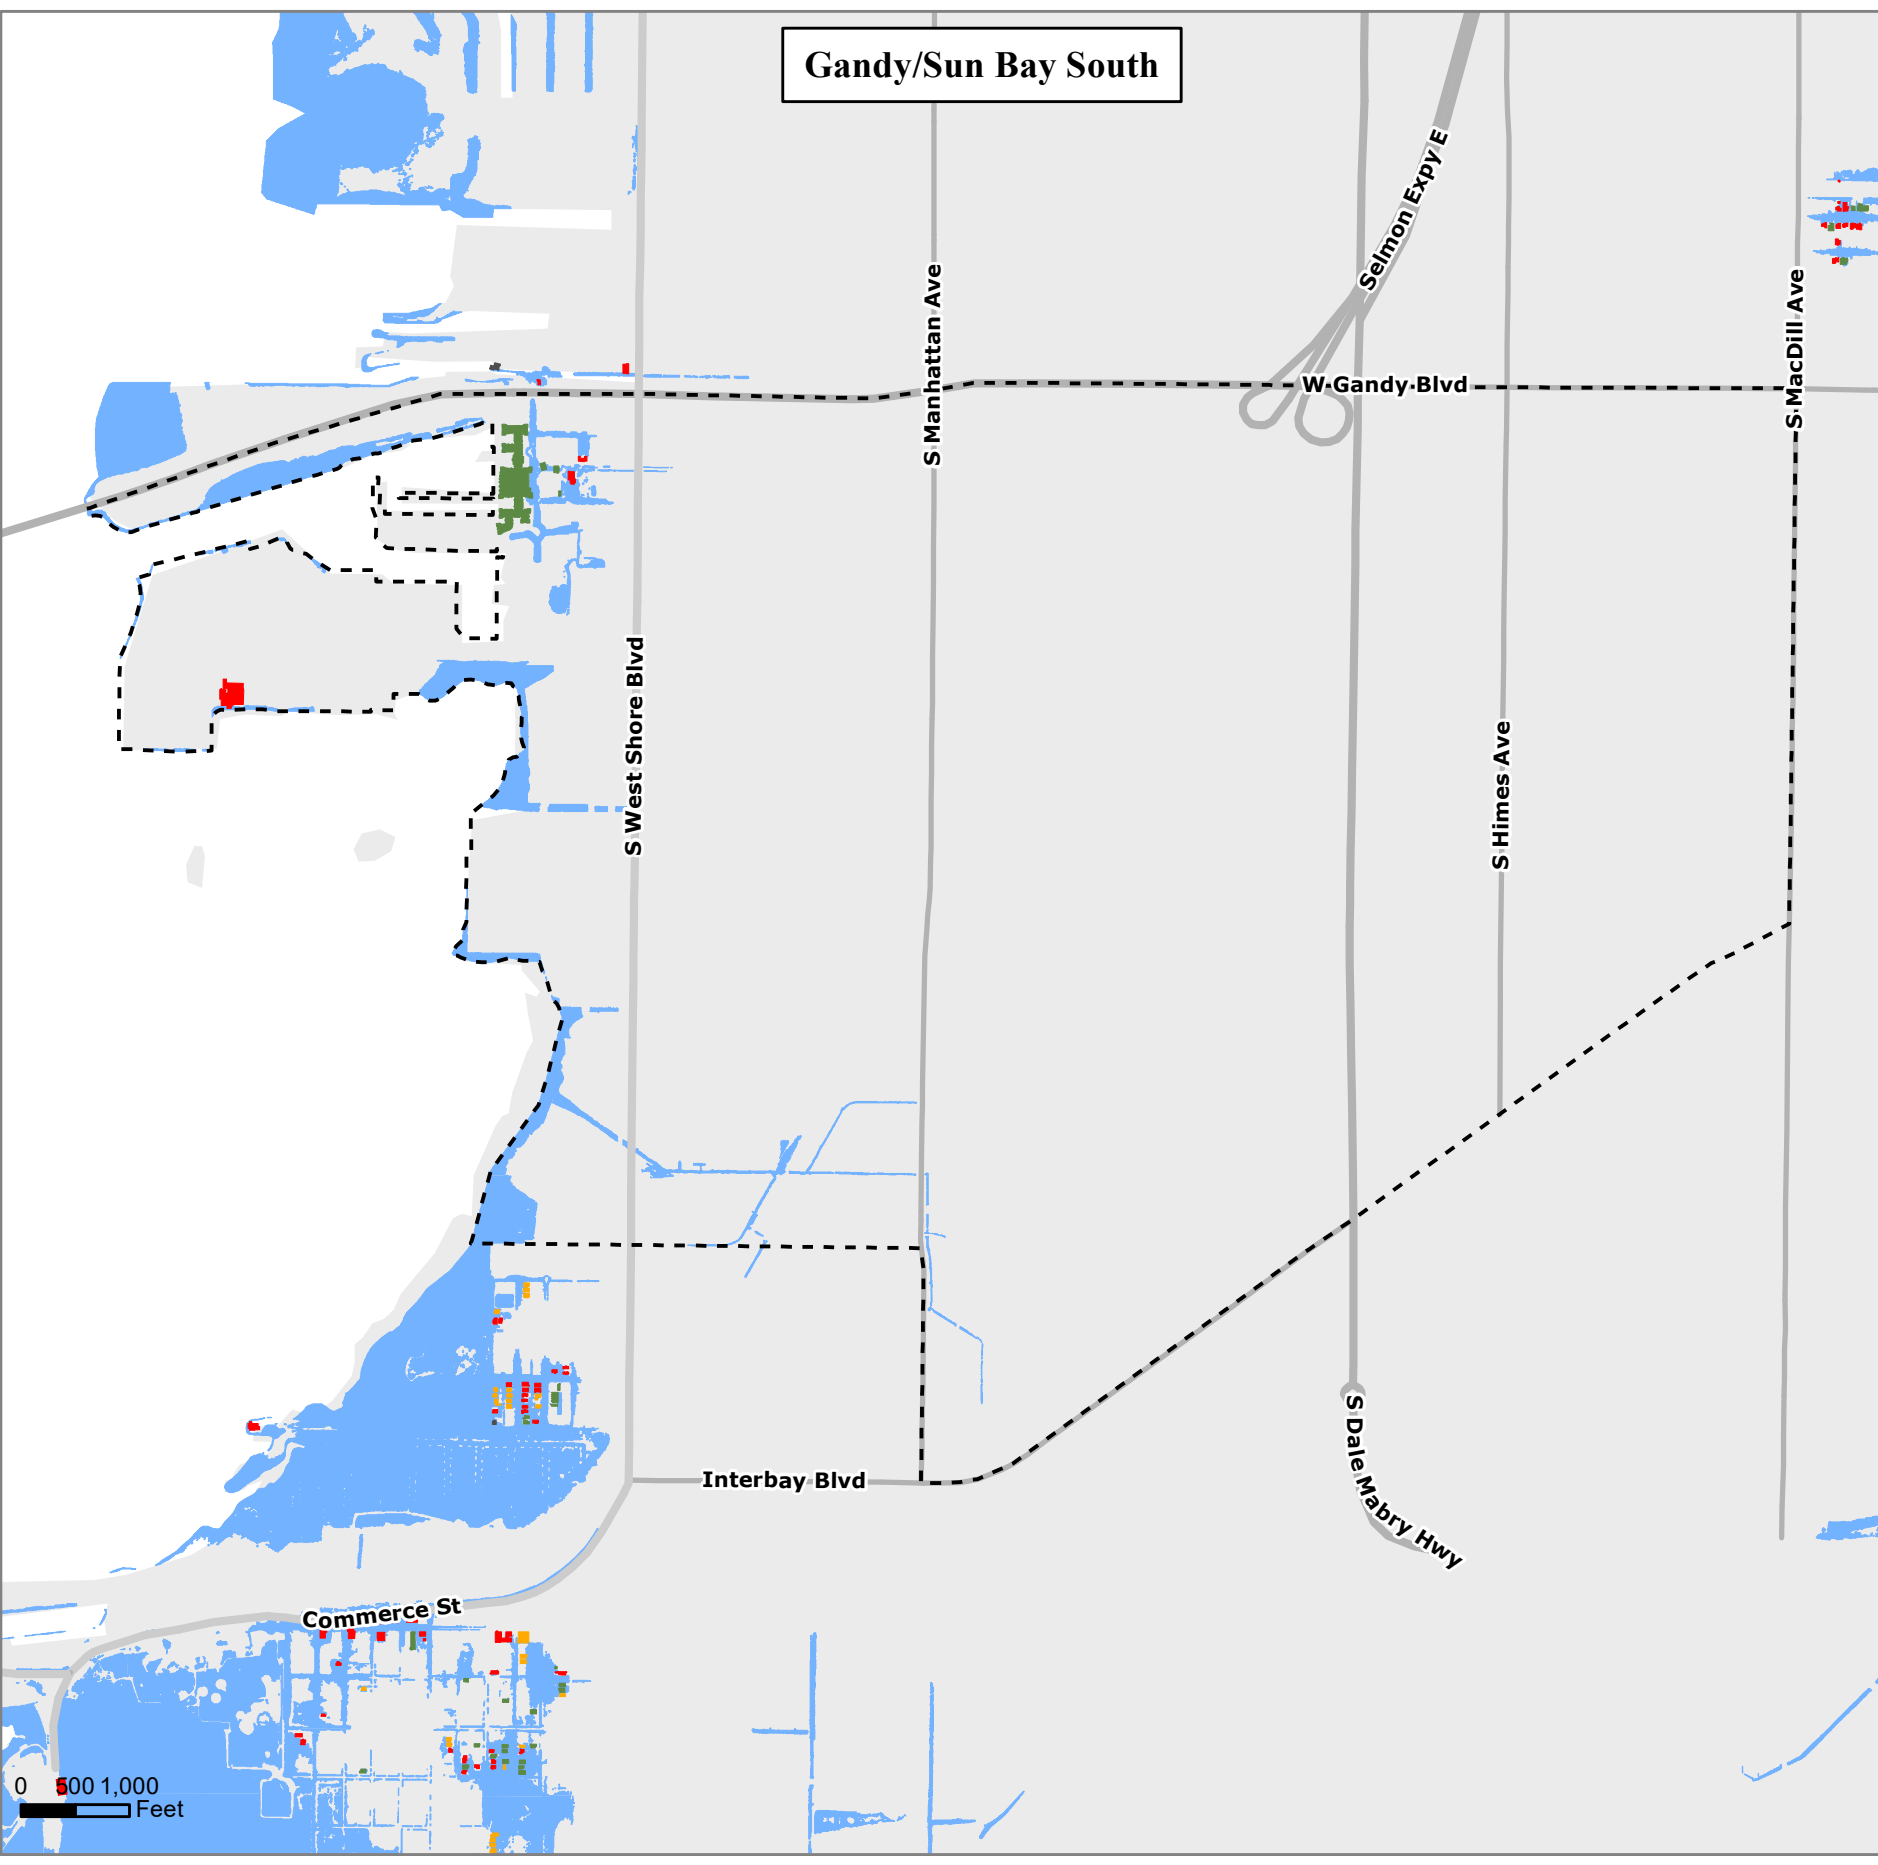 Gandy/Sun Bay South
Selmon Expy E
S Manhattan Ave
S MacDill Ave
W Gandy Blvd
S West Shore Blvd
S Himes Ave
Interbay Blvd
S Dale Mabry Hwy
Commerce St
0 500 1,000
Feet